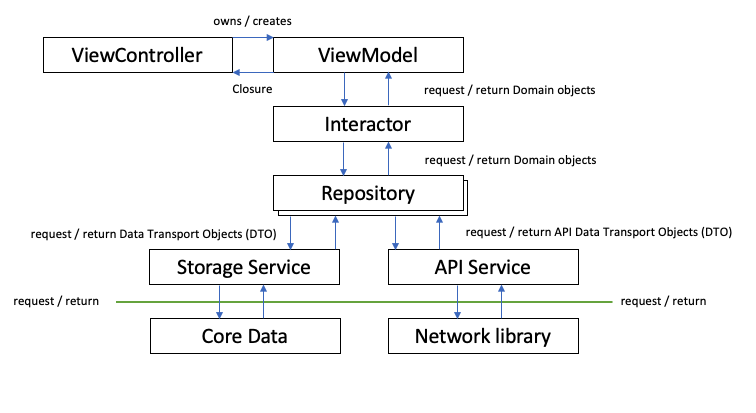 owns / creates
ViewController
ViewModel
Closure
request / return Domain objects
Interactor
request / return Domain objects
Repository
request / return Data Transport Objects (DTO)
request / return API Data Transport Objects (DTO)
Storage Service
API Service
request / return
request / return
Core Data
Network library